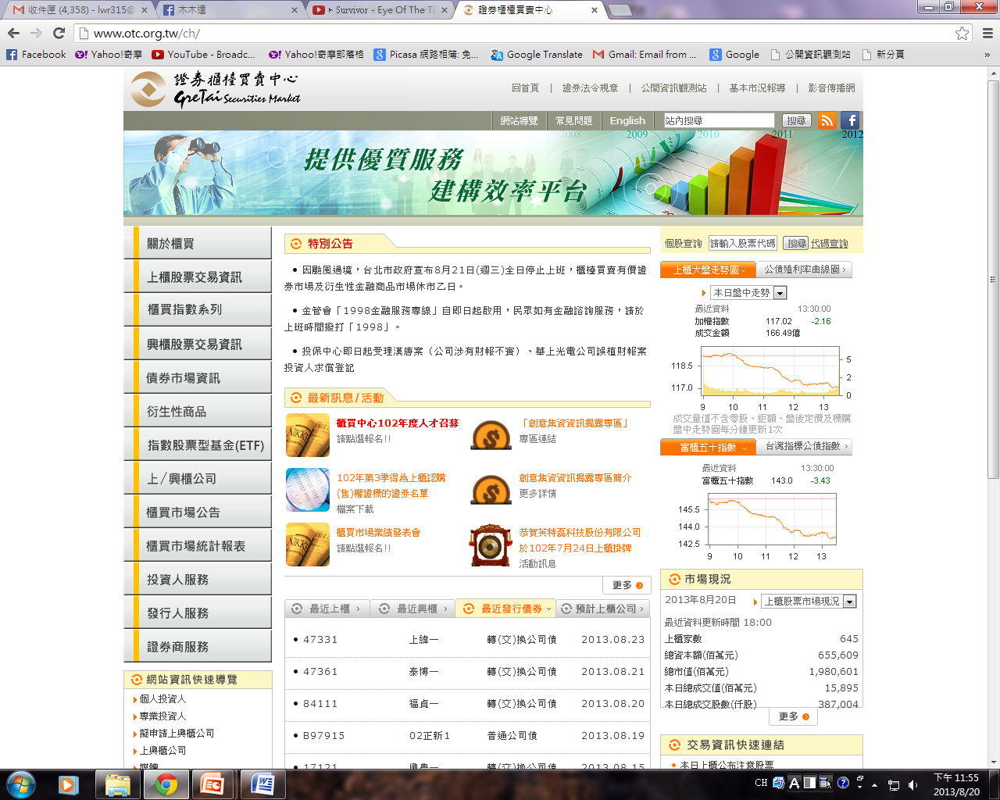 收件匣 (4,358) - lwr315@
木木達
Survivor - Eye Of The Ti
證券櫃檯買賣中心
www.otc.org.tw/ch/
Facebook
Yahoo!奇摩
YouTube - Broadc...
Yahoo!奇摩部落格
Picasa 網路相簿: 免...
Google Translate
Gmail: Email from ...
Google
公開資訊觀測站
新分頁
»
證券櫃檯買賣中心
GreTai Securities Market
回首頁 | 證券法令規章 | 公開資訊觀測站 | 基本市況報導 | 影音傳播網
網站導覽 常見問題 English 站內搜尋 搜尋
2008 2009 2010 2011 2012
提供優質服務
建構效率平台
關於櫃買
上櫃股票交易資訊
櫃買指數系列
興櫃股票交易資訊
債券市場資訊
衍生性商品
指數股票型基金(ETF)
上／興櫃公司
櫃買市場公告
櫃買市場統計報表
投資人服務
發行人服務
證券商服務
網站資訊快速導覽
個人投資人
專業投資人
擬申請上興櫃公司
上興櫃公司
媒體
特別公告
● 因颱風過境，台北市政府宣布8月21日(週三)全日停止上班，櫃檯買賣有價證
券市場及衍生性金融商品市場休市乙日。
● 金管會「1998金融服務專線」自即日起啟用，民眾如有金融諮詢服務，請於
上班時間撥打「1998」。
● 投保中心即日起受理漢唐案（公司涉有財報不實）、華上光電公司誤植財報案
投資人求償登記
最新訊息/活動
櫃買中心102年度人才召募
請點選報名!!
「創意集資資訊揭露專區」
專區連結
102年第3季得為上櫃認購
(售)權證標的證券名單
檔案下載
創意集資資訊揭露專區簡介
更多詳情
櫃買市場業績發表會
請點選報名!!
恭賀英特磊科技股份有限公司
於102年7月24日上櫃掛牌
活動訊息
更多
最近上櫃 最近興櫃 最近發行債券 預計上櫃公司
● 47331 上緯一 轉(交)換公司債 2013.08.23
● 47361 泰博一 轉(交)換公司債 2013.08.21
● 84111 福貞一 轉(交)換公司債 2013.08.20
● B97915 02正新1 普通公司債 2013.08.19
● 17121 興農一 轉(交)換公司債 2013.08.15
個股查詢 請輸入股票代碼 搜尋 代碼查詢
上櫃大盤走勢圖 公債殖利率曲線圖
本日盤中走勢
最近資料 13:30:00
加權指數 117.02 -2.16
成交金額 166.49億
118.5
117.0
5
2
0
9 10 11 12 13
成交量值不含零股、鉅額、盤後定價及標購
盤中走勢圖每分鐘更新1次
富櫃五十指數 台灣指標公債指數
最近資料 13:30:00
富櫃五十指數 143.0 -3.43
145.5
144.0
142.5
9 10 11 12 13
市場現況
2013年8月20日 上櫃股票市場現況
最近資料更新時間 18:00
上櫃家數 645
總資本額(佰萬元) 655,609
總市值(佰萬元) 1,980,601
本日總成交值(佰萬元) 15,895
本日總成交股數(仟股) 387,004
更多
交易資訊快速連結
本日上櫃公布注意股票
CH
下午 11:55
2013/8/20